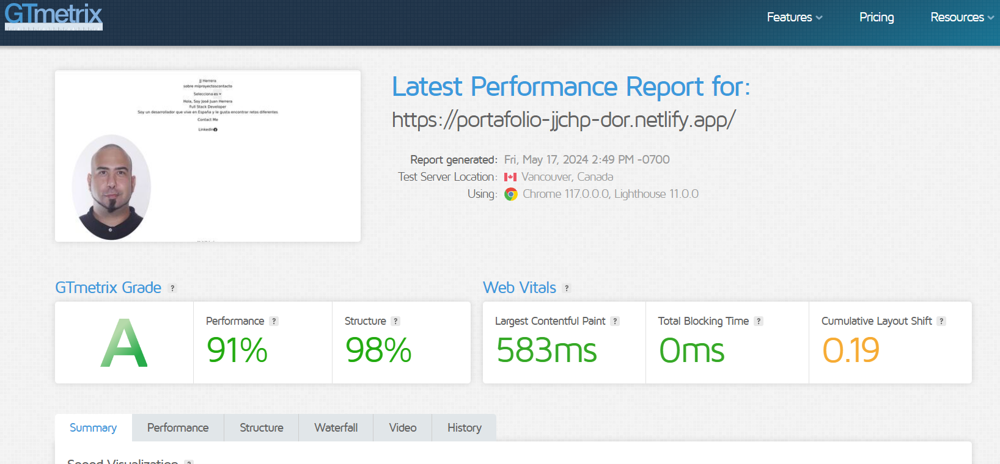 GTmetrix
Features
Pricing
Resources
JJ Herrera
sobre miproyectoscontacto
Selecciona es
Hola, Soy José Juan Herrera
Full Stack Developer
Soy un desarrollador que vive en España y le gusta encontrar retos diferentes
Contact Me
LinkedIn
Latest Performance Report for:
https://portafolio-jjchp-dor.netlify.app/
Report generated: Fri, May 17, 2024 2:49 PM -0700
Test Server Location: Vancouver, Canada
Using: Chrome 117.0.0.0, Lighthouse 11.0.0
GTmetrix Grade ?
Web Vitals ?
A
Performance ?
91%
Structure ?
98%
Largest Contentful Paint ?
583ms
Total Blocking Time ?
0ms
Cumulative Layout Shift ?
0.19
Summary
Performance
Structure
Waterfall
Video
History
Speed Visualization ?